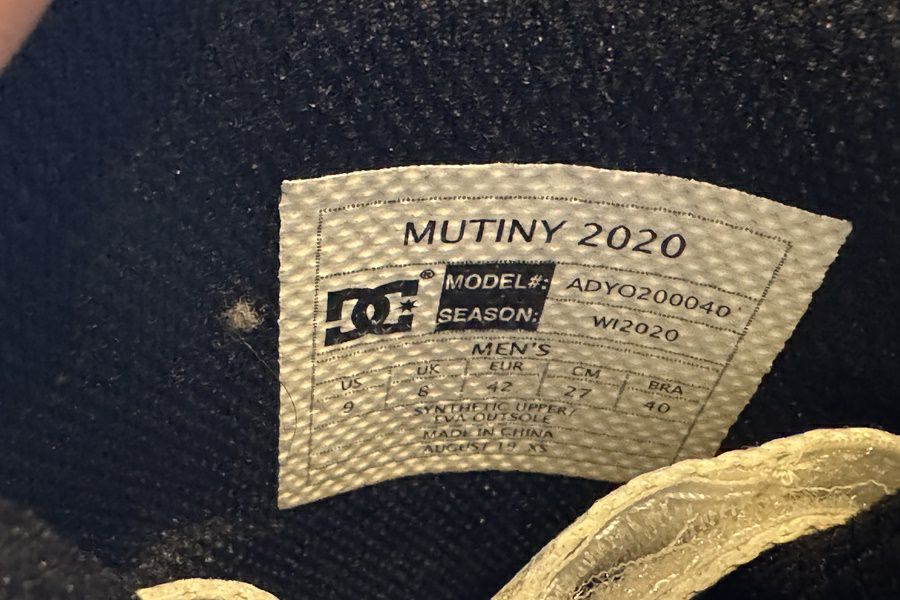 MUTINY 2020
DC®
MODEL#: ADYO200040
SEASON: WI2020
MEN'S
US UK EUR CM BRA
9 8 42 27 40
SYNTHETIC UPPER/
EVA OUTSOLE
MADE IN CHINA
AUGUST 19